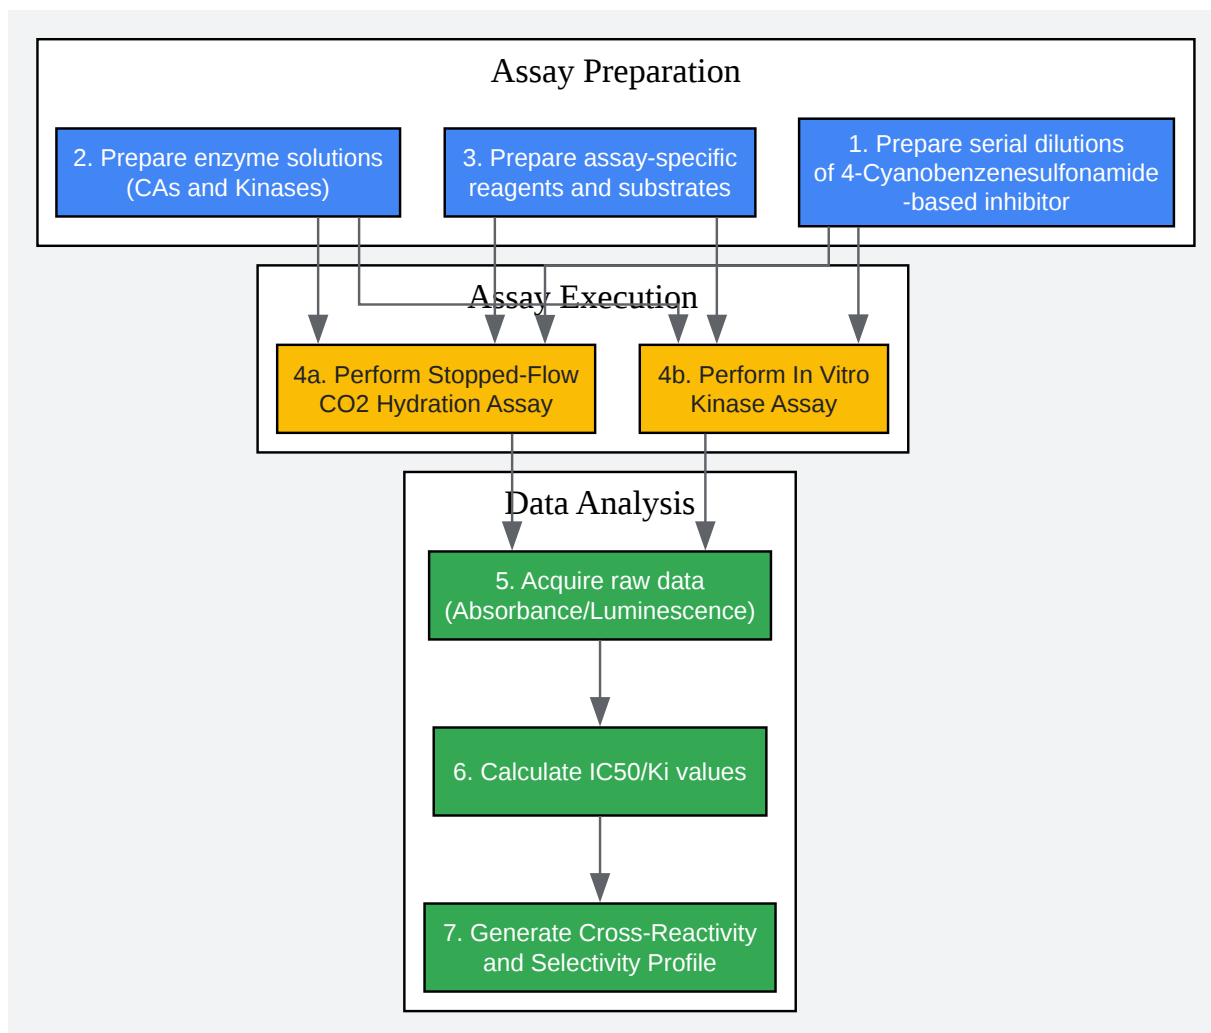 Assay Preparation
2. Prepare enzyme solutions
(CAs and Kinases)
3. Prepare assay-specific
reagents and substrates
1. Prepare serial dilutions
of 4-Cyanobenzenesulfonamide
-based inhibitor
Assay Execution
4a. Perform Stopped-Flow
CO2 Hydration Assay
4b. Perform In Vitro
Kinase Assay
Data Analysis
5. Acquire raw data
(Absorbance/Luminescence)
6. Calculate IC50/Ki values
7. Generate Cross-Reactivity
and Selectivity Profile